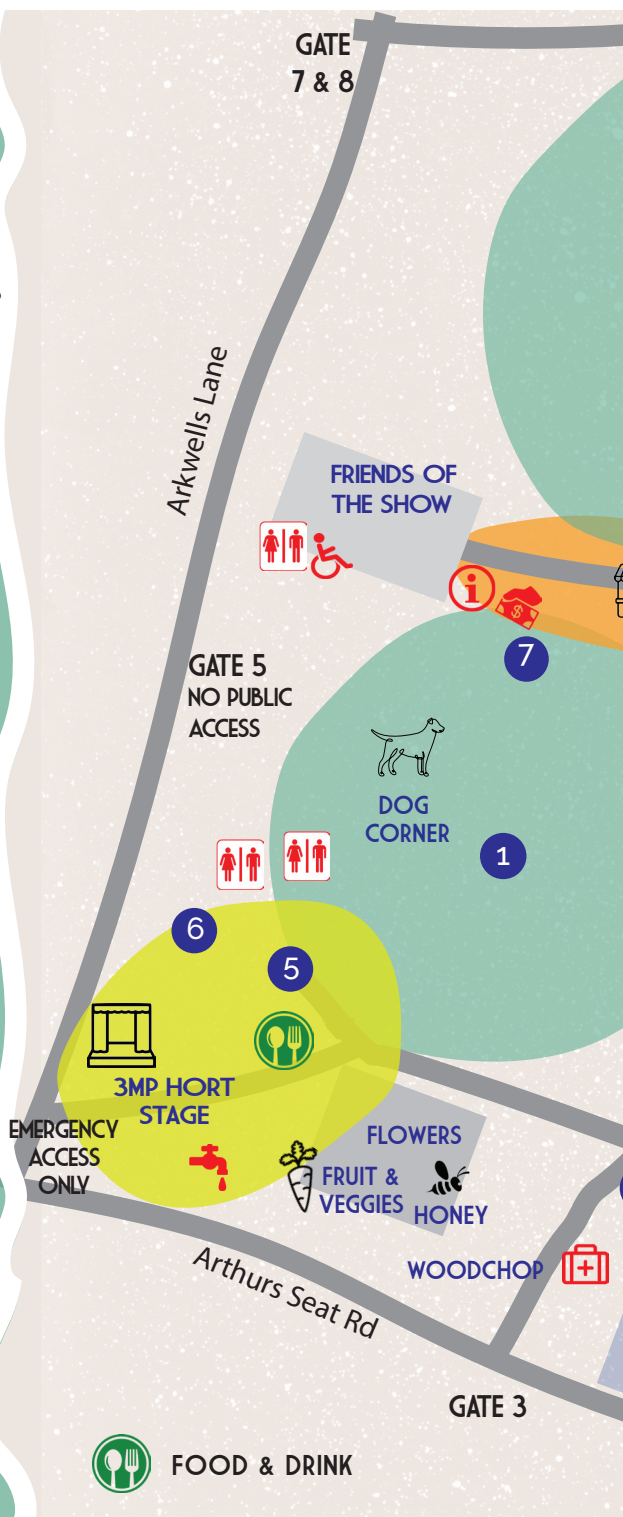 GATE
7 & 8
Arkwells Lane
FRIENDS OF
THE SHOW
i
$
7
GATE 5
NO PUBLIC
ACCESS
DOG
CORNER
1
6
5
3MP HORT
STAGE
EMERGENCY
ACCESS
ONLY
FLOWERS
FRUIT &
VEGGIES
HONEY
WOODCHOP
Arthurs Seat Rd
GATE 3
FOOD & DRINK